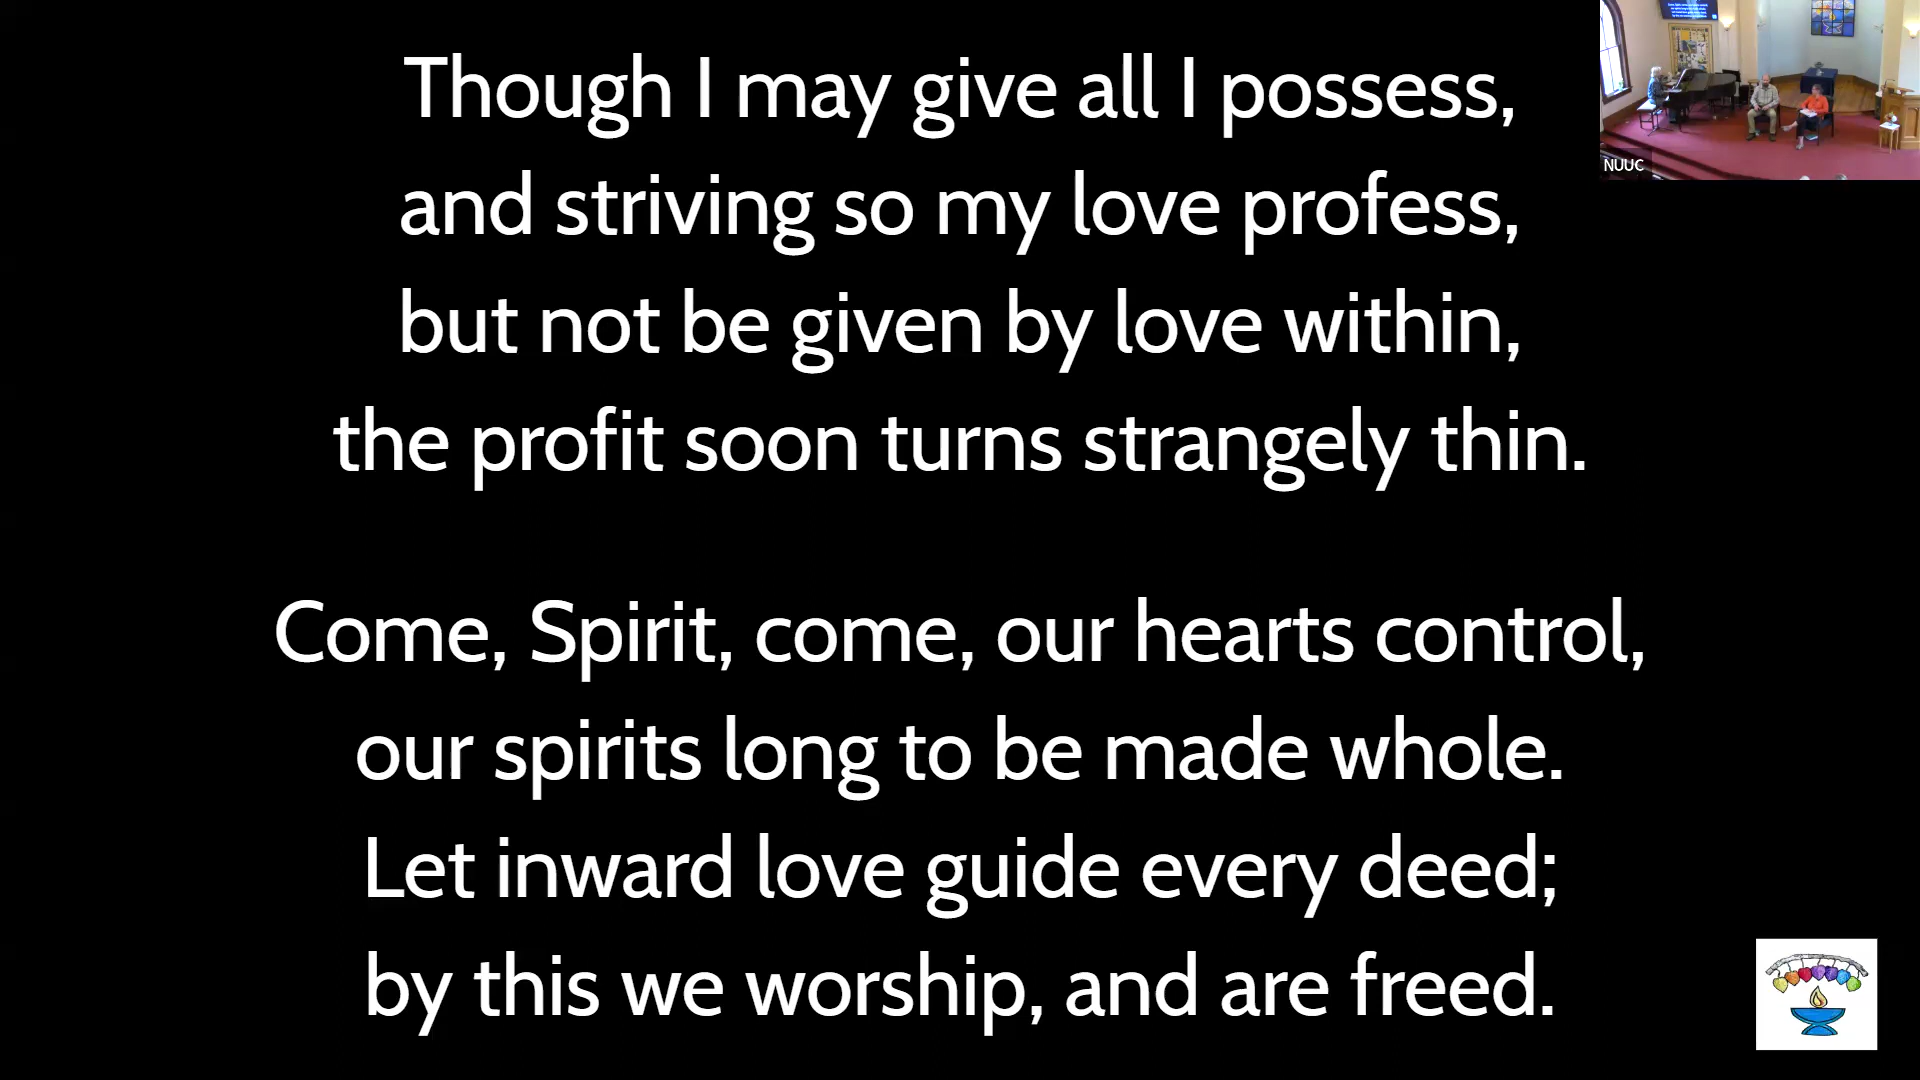 Though I may give all I possess,
and striving so my love profess,
but not be given by love within,
the profit soon turns strangely thin.
Come, Spirit, come, our hearts control,
our spirits long to be made whole.
Let inward love guide every deed;
by this we worship, and are freed.
NUUC